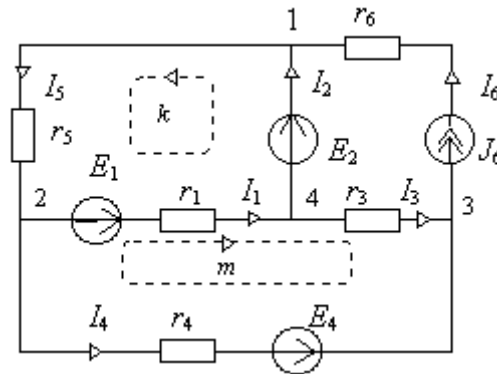 1 r₆
I₅ I₂ I₆
k
r₅ E₁ E₂ J₆
2 r₁ I₁ 4 r₃ I₃ 3
m
I₄ r₄ E₄